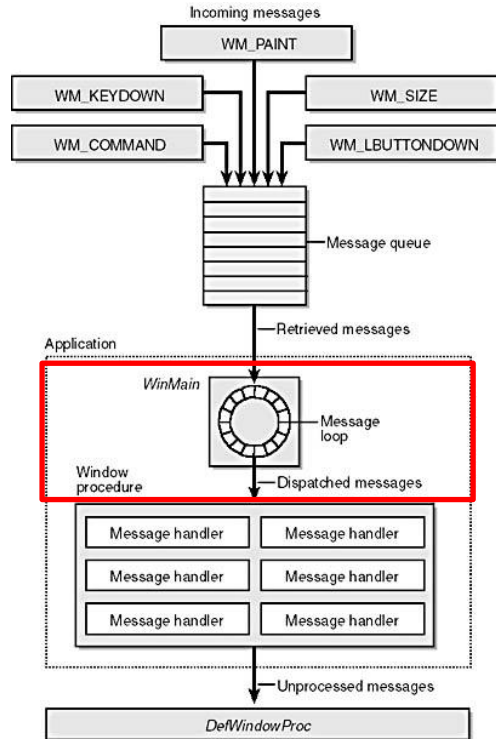 Incoming messages
WM_PAINT
WM_KEYDOWN
WM_SIZE
WM_COMMAND
WM_LBUTTONDOWN
Message queue
Retrieved messages
Application
WinMain
Message
loop
Window
procedure
Dispatched messages
Message handler
Message handler
Message handler
Message handler
Message handler
Message handler
Unprocessed messages
DefWindowProc